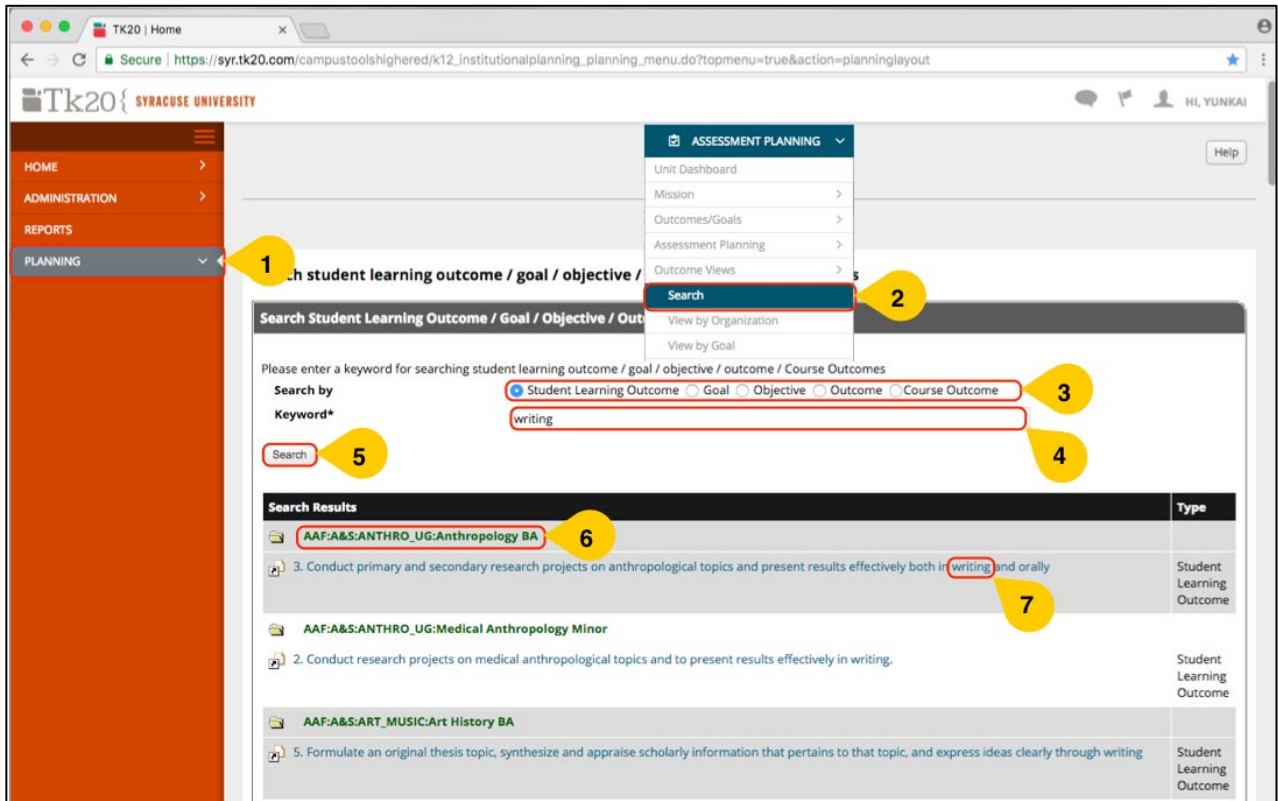 TK20 | Home
Secure | https://syr.tk20.com/campustoolshighered/k12_institutionalplanning_planning_menu.do?topmenu=true&action=planninglayout
Tk20{ SYRACUSE UNIVERSITY
HI, YUNKAI
ASSESSMENT PLANNING
Help
HOME
Unit Dashboard
ADMINISTRATION
Mission
REPORTS
Outcomes/Goals
PLANNING
1
Assessment Planning
ch student learning outcome / goal / objective /
Outcome Views
s
Search
2
Search Student Learning Outcome / Goal / Objective / Out
View by Organization
View by Goal
Please enter a keyword for searching student learning outcome / goal / objective / outcome / Course Outcomes
Search by Student Learning Outcome Goal Objective Outcome Course Outcome
3
Keyword* writing
4
Search
5
Search Results Type
AAF:A&S:ANTHRO_UG:Anthropology BA
6
3. Conduct primary and secondary research projects on anthropological topics and present results effectively both in writing and orally
Student
Learning
Outcome
7
AAF:A&S:ANTHRO_UG:Medical Anthropology Minor
2. Conduct research projects on medical anthropological topics and to present results effectively in writing.
Student
Learning
Outcome
AAF:A&S:ART_MUSIC:Art History BA
5. Formulate an original thesis topic, synthesize and appraise scholarly information that pertains to that topic, and express ideas clearly through writing
Student
Learning
Outcome